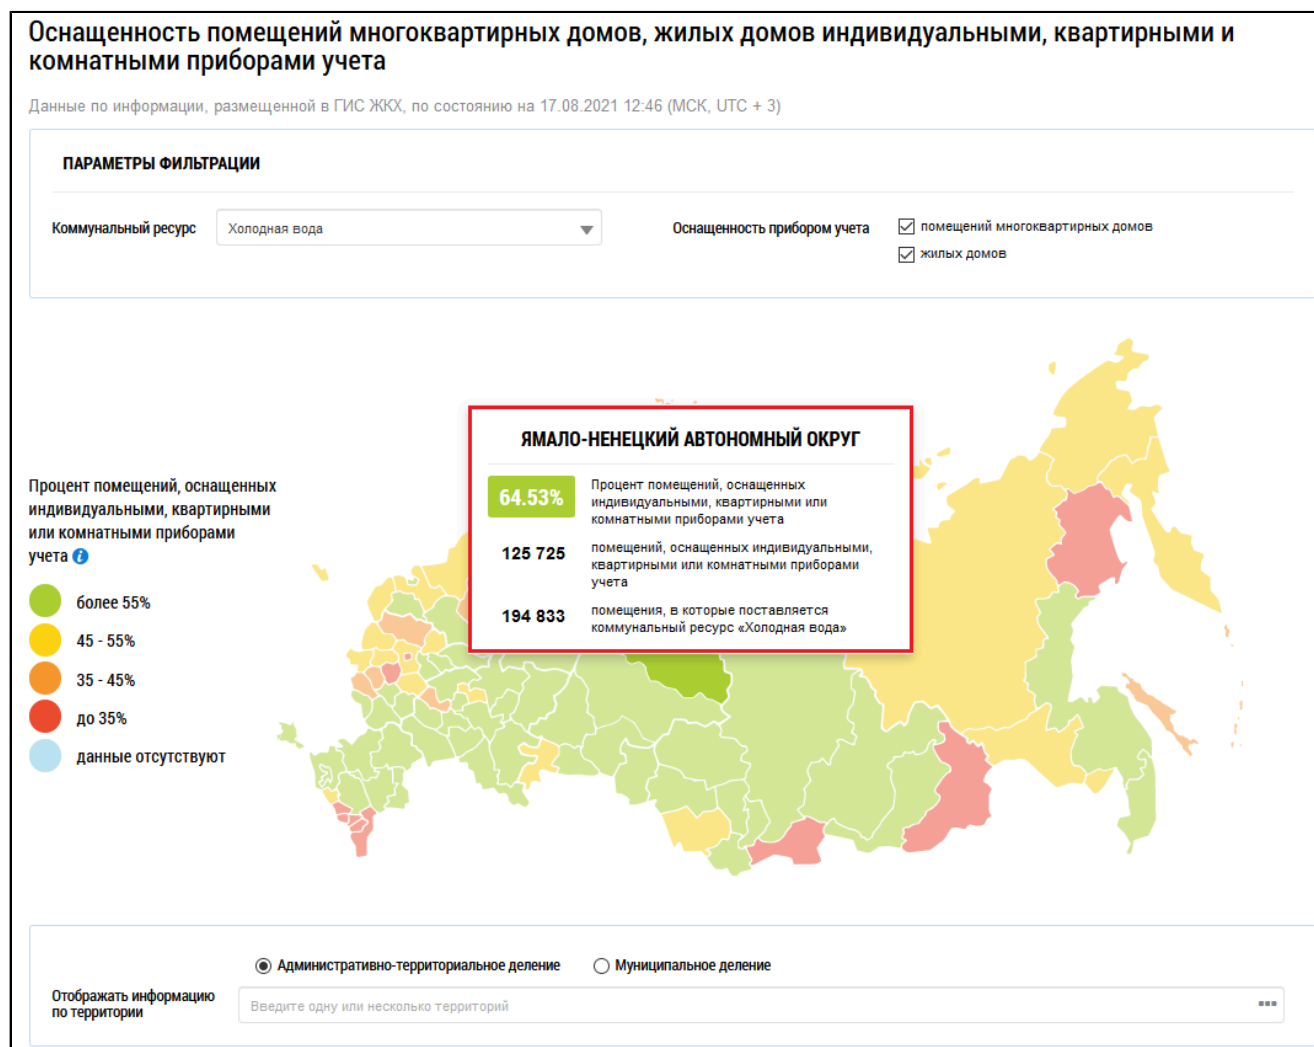 Оснащенность помещений многоквартирных домов, жилых домов индивидуальными, квартирными и
комнатными приборами учета
Данные по информации, размещенной в ГИС ЖКХ, по состоянию на 17.08.2021 12:46 (МСК, UTC + 3)
ПАРАМЕТРЫ ФИЛЬТРАЦИИ
Коммунальный ресурс
Холодная вода
Оснащенность прибором учета
помещений многоквартирных домов
жилых домов
ЯМАЛО-НЕНЕЦКИЙ АВТОНОМНЫЙ ОКРУГ
64.53%
Процент помещений, оснащенных
индивидуальными, квартирными или
комнатными приборами учета
125 725
помещений, оснащенных индивидуальными,
квартирными или комнатными приборами
учета
194 833
помещения, в которые поставляется
коммунальный ресурс «Холодная вода»
Процент помещений, оснащенных
индивидуальными, квартирными
или комнатными приборами
учета i
более 55%
45 - 55%
35 - 45%
до 35%
данные отсутствуют
Административно-территориальное деление
Муниципальное деление
Отображать информацию
по территории
Введите одну или несколько территорий